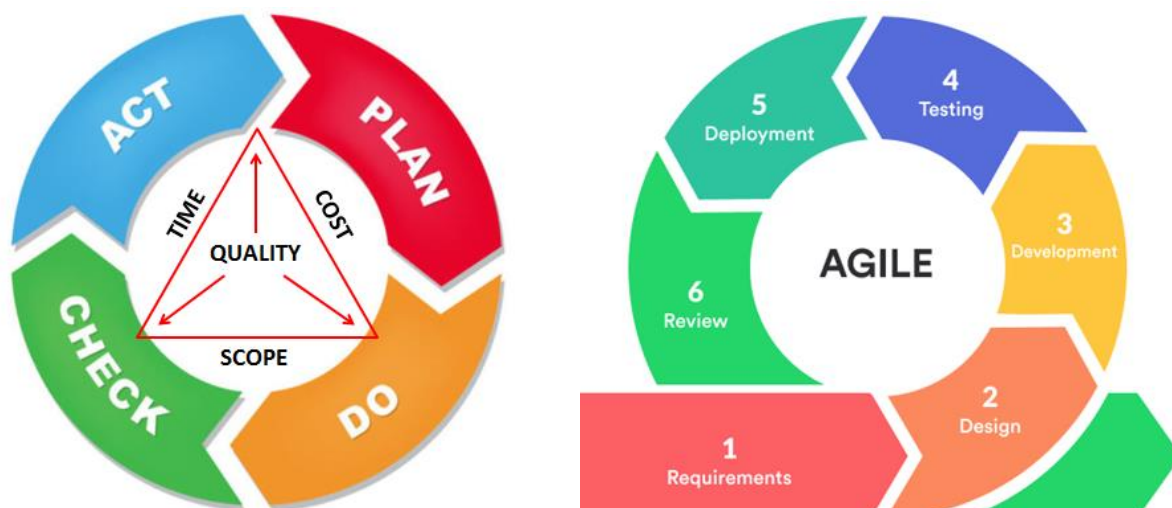 ACT
PLAN
TIME
COST
QUALITY
SCOPE
CHECK
DO
5
Deployment
4
Testing
3
Development
AGILE
6
Review
2
Design
1
Requirements